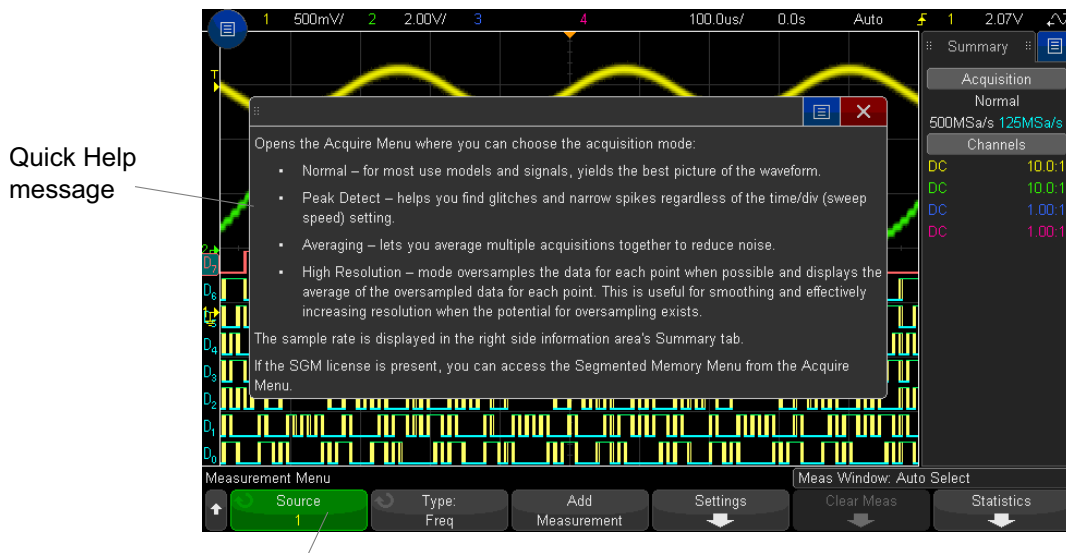 1 500mV/ 2 2.00V/ 3 4 100.0us/ 0.0s Auto 1 2.07V
Summary
Acquisition
Normal
500MSa/s 125MSa/s
Channels
DC 10.0:1
DC 10.0:1
DC 1.00:1
DC 1.00:1
T
Quick Help
message
Opens the Acquire Menu where you can choose the acquisition mode:
▪ Normal – for most use models and signals, yields the best picture of the waveform.
▪ Peak Detect – helps you find glitches and narrow spikes regardless of the time/div (sweep
speed) setting.
▪ Averaging – lets you average multiple acquisitions together to reduce noise.
▪ High Resolution – mode oversamples the data for each point when possible and displays the
average of the oversampled data for each point. This is useful for smoothing and effectively
increasing resolution when the potential for oversampling exists.
The sample rate is displayed in the right side information area's Summary tab.
If the SGM license is present, you can access the Segmented Memory Menu from the Acquire
Menu.
2
D7
D6
D4
D3
D2
D1
D0
Measurement Menu
Meas Window: Auto Select
Source
1
Type:
Freq
Add
Measurement
Settings
Clear Meas
Statistics